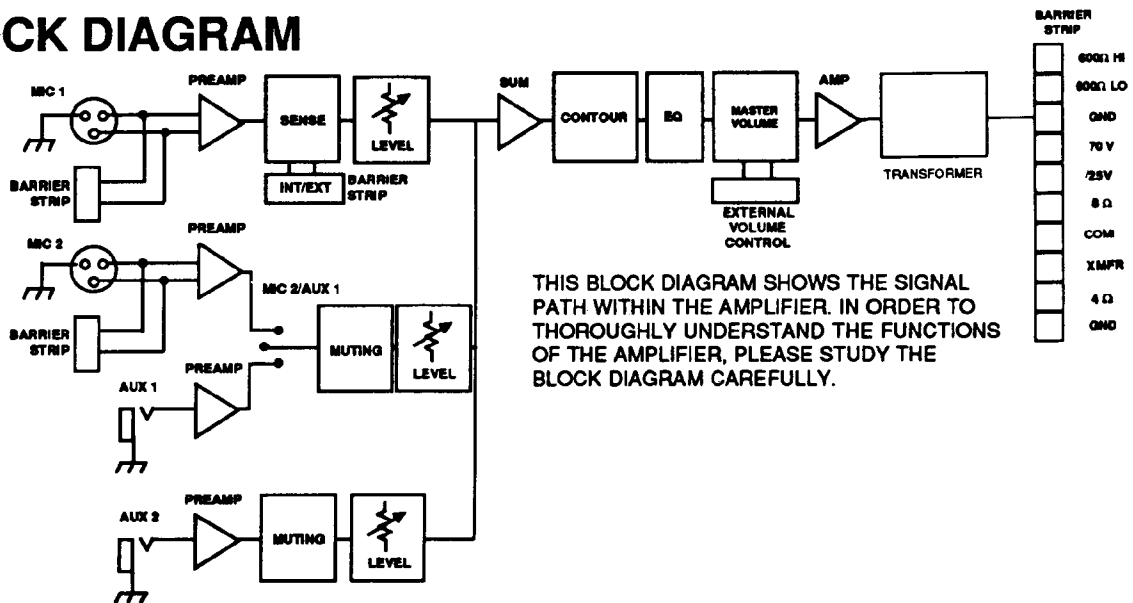 CK DIAGRAM
MIC 1
PREAMP
SENSE
LEVEL
INT/EXT
BARRIER
STRIP
BARRIER
STRIP
SUM
CONTOUR
EQ
MASTER
VOLUME
EXTERNAL
VOLUME
CONTROL
AMP
TRANSFORMER
BARRIER
STRIP
600Ω HI
600Ω LO
GND
70 V
/25V
8 Ω
COM
XMFR
4 Ω
GND
MIC 2
PREAMP
BARRIER
STRIP
MIC 2/AUX 1
MUTING
LEVEL
AUX 1
PREAMP
AUX 2
PREAMP
MUTING
LEVEL
THIS BLOCK DIAGRAM SHOWS THE SIGNAL
PATH WITHIN THE AMPLIFIER. IN ORDER TO
THOROUGHLY UNDERSTAND THE FUNCTIONS
OF THE AMPLIFIER, PLEASE STUDY THE
BLOCK DIAGRAM CAREFULLY.